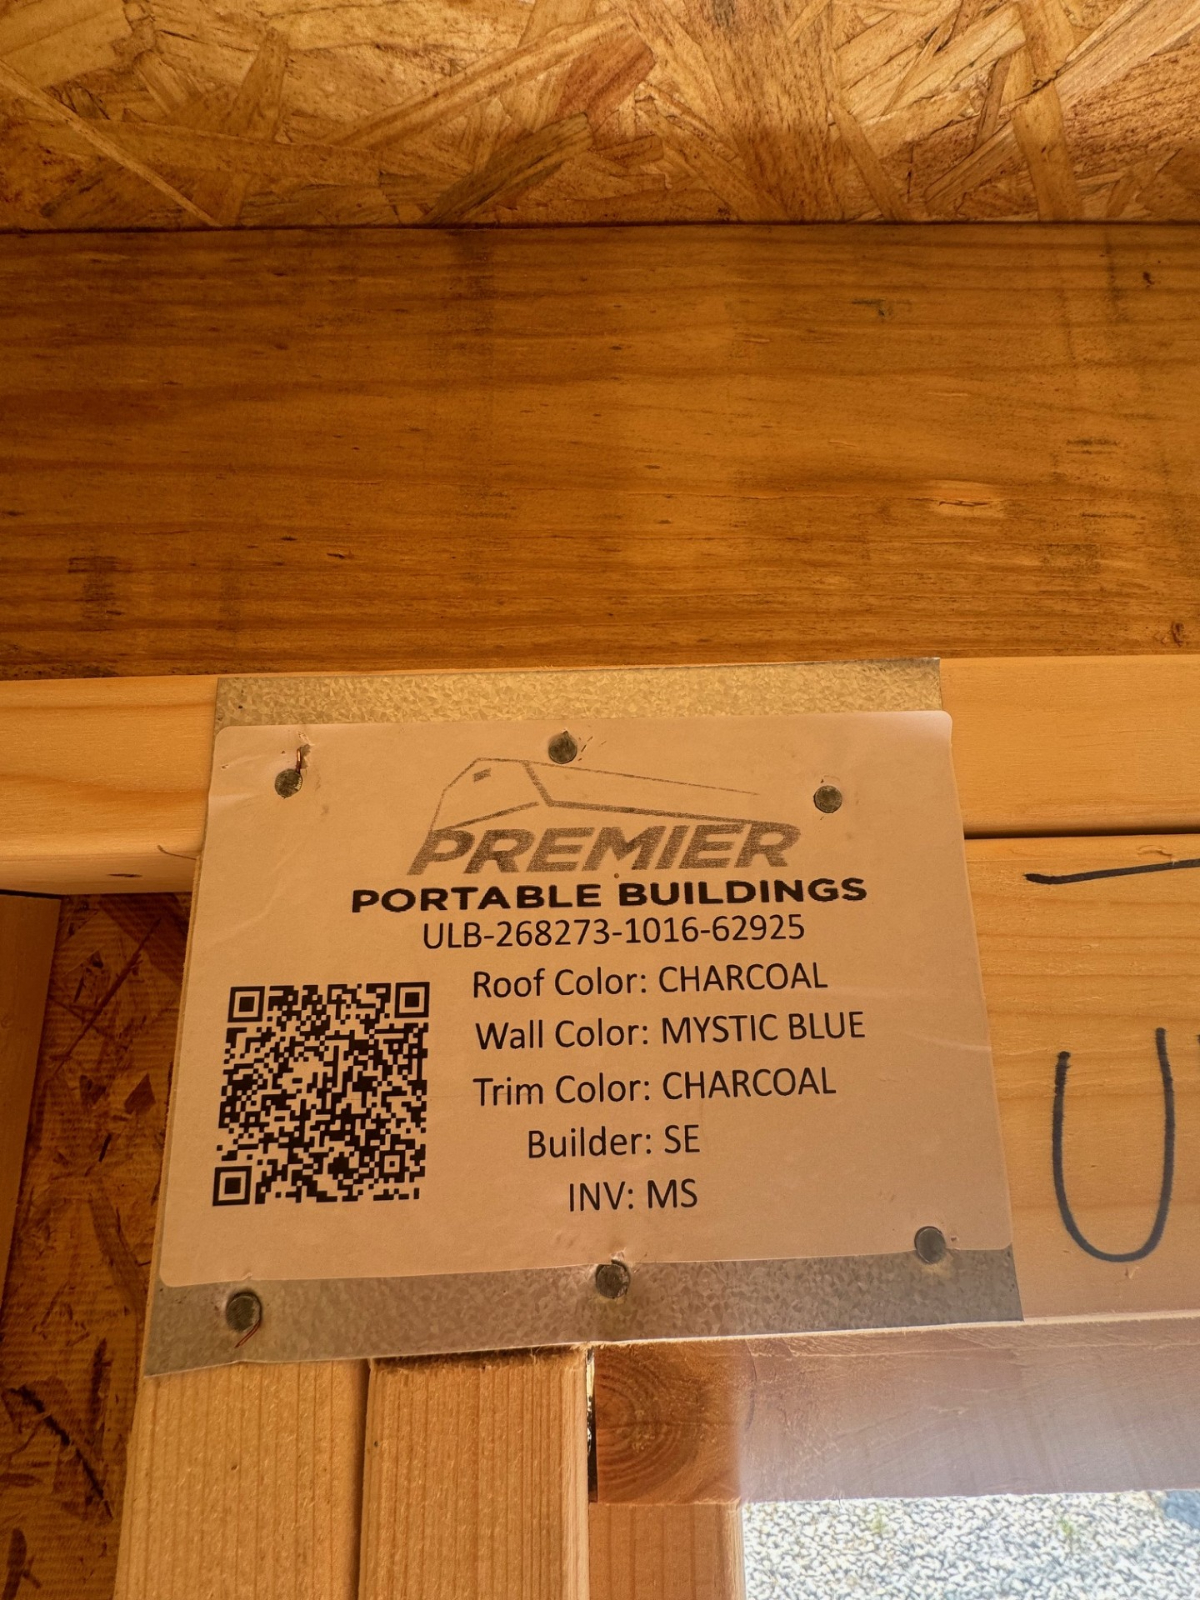 PREMIER
PORTABLE BUILDINGS
ULB-268273-1016-62925
Roof Color: CHARCOAL
Wall Color: MYSTIC BLUE
Trim Color: CHARCOAL
Builder: SE
INV: MS
U